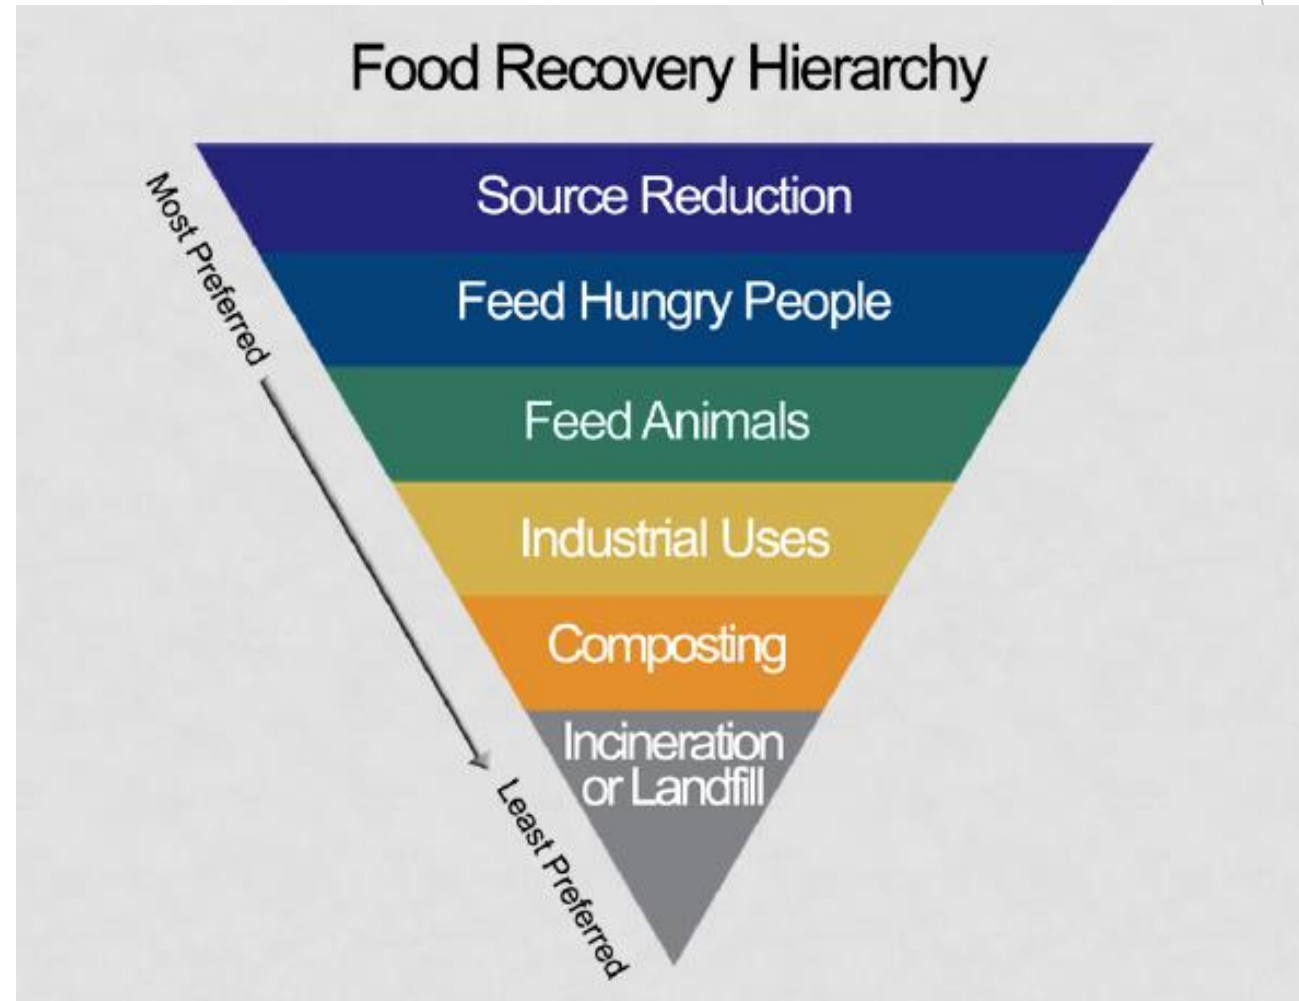 Food Recovery Hierarchy
Most Preferred
Source Reduction
Feed Hungry People
Feed Animals
Industrial Uses
Composting
Incineration
or Landfill
Least Preferred